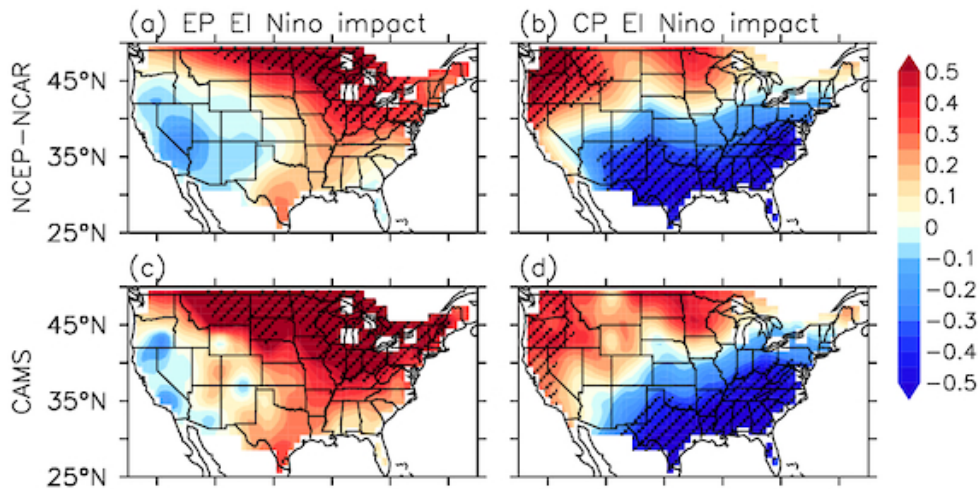 (a) EP El Nino impact
(b) CP El Nino impact
NCEP-NCAR
45°N
35°N
25°N
(c)
(d)
CAMS
45°N
35°N
25°N
0.5
0.4
0.3
0.2
0.1
0
-0.1
-0.2
-0.3
-0.4
-0.5